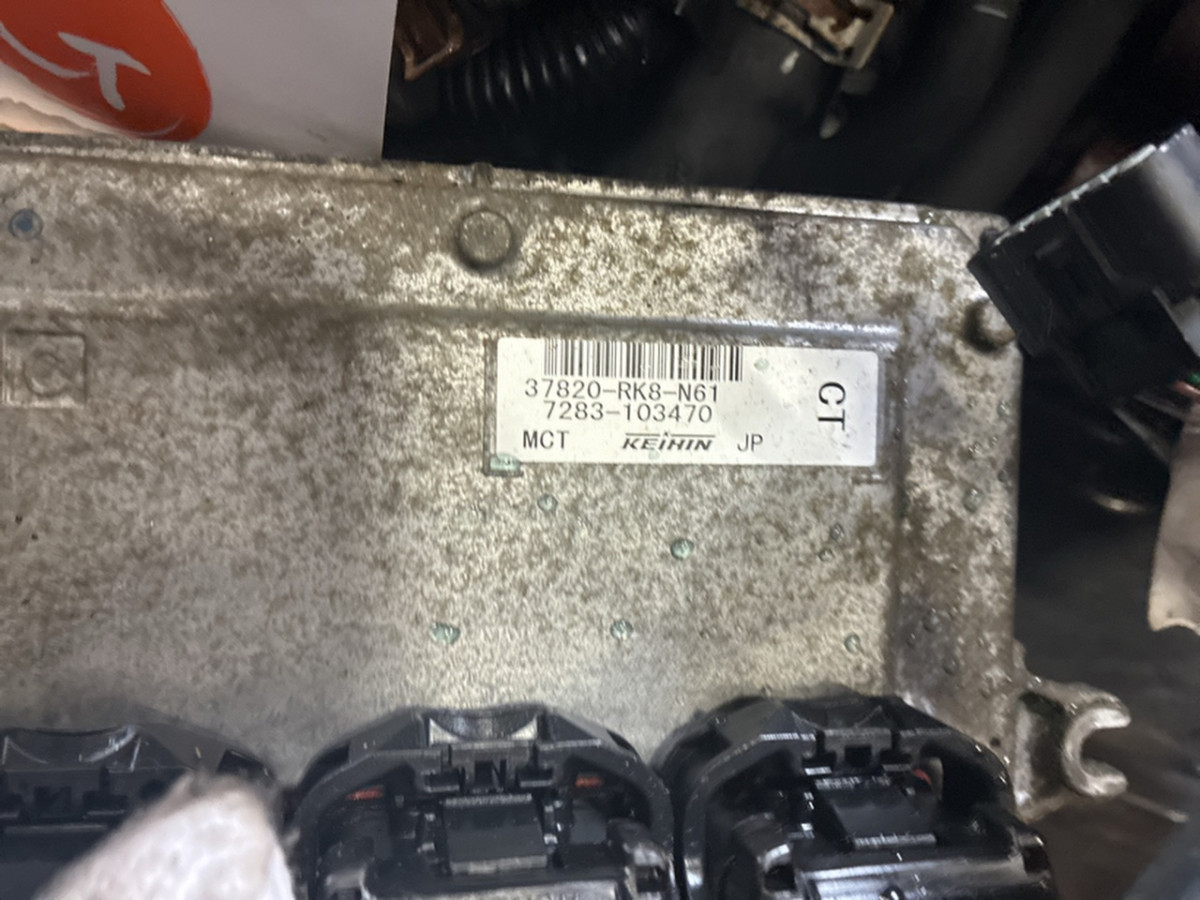 37820-RK8-N61
7283-103470
CT
MCT KEIHIN JP
C